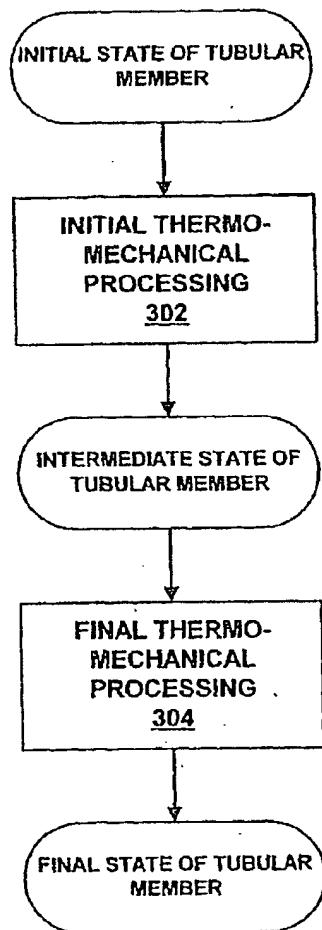 INITIAL STATE OF TUBULAR
MEMBER
INITIAL THERMO-
MECHANICAL
PROCESSING
302
INTERMEDIATE STATE OF
TUBULAR MEMBER
FINAL THERMO-
MECHANICAL
PROCESSING
304
FINAL STATE OF TUBULAR
MEMBER